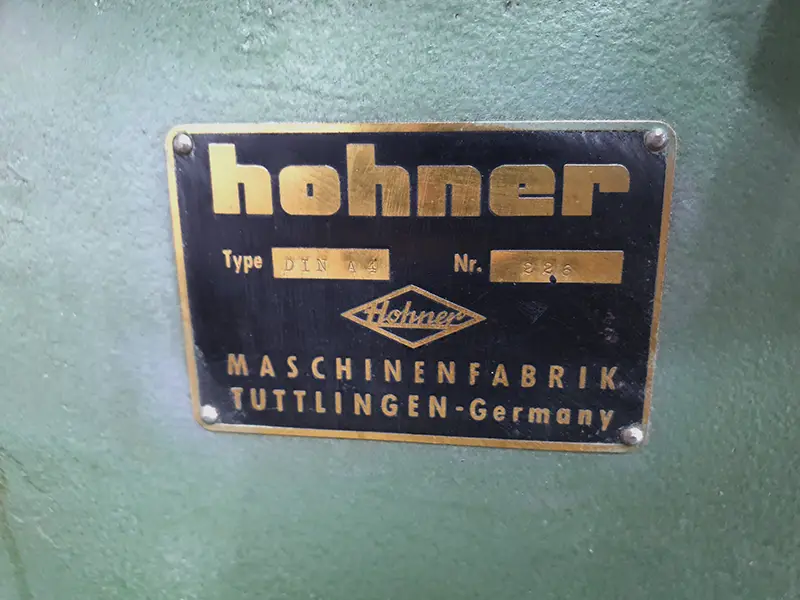 hohner
Type DIN A4 Nr. 226
Hohner
MASCHINENFABRIK
TUTTLINGEN-Germany